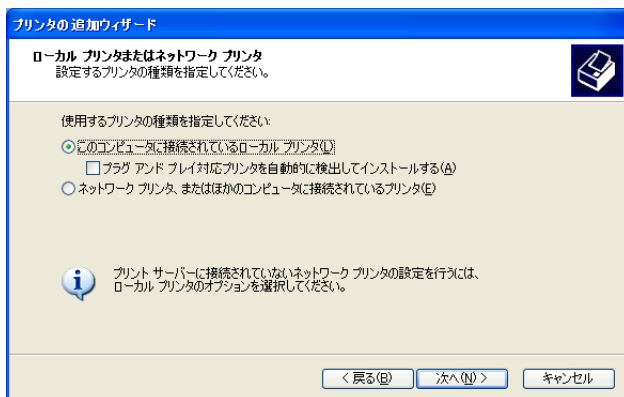 プリンタの追加ウィザード
ローカル プリンタまたはネットワーク プリンタ
設定するプリンタの種類を指定してください。
使用するプリンタの種類を指定してください:
このコンピュータに接続されているローカル プリンタ(L)
プラグ アンド プレイ対応プリンタを自動的に検出してインストールする(A)
ネットワーク プリンタ、またはほかのコンピュータに接続されているプリンタ(E)
プリント サーバーに接続されていないネットワーク プリンタの設定を行うには、
ローカル プリンタのオプションを選択してください。
< 戻る(B) 次へ(N) > キャンセル